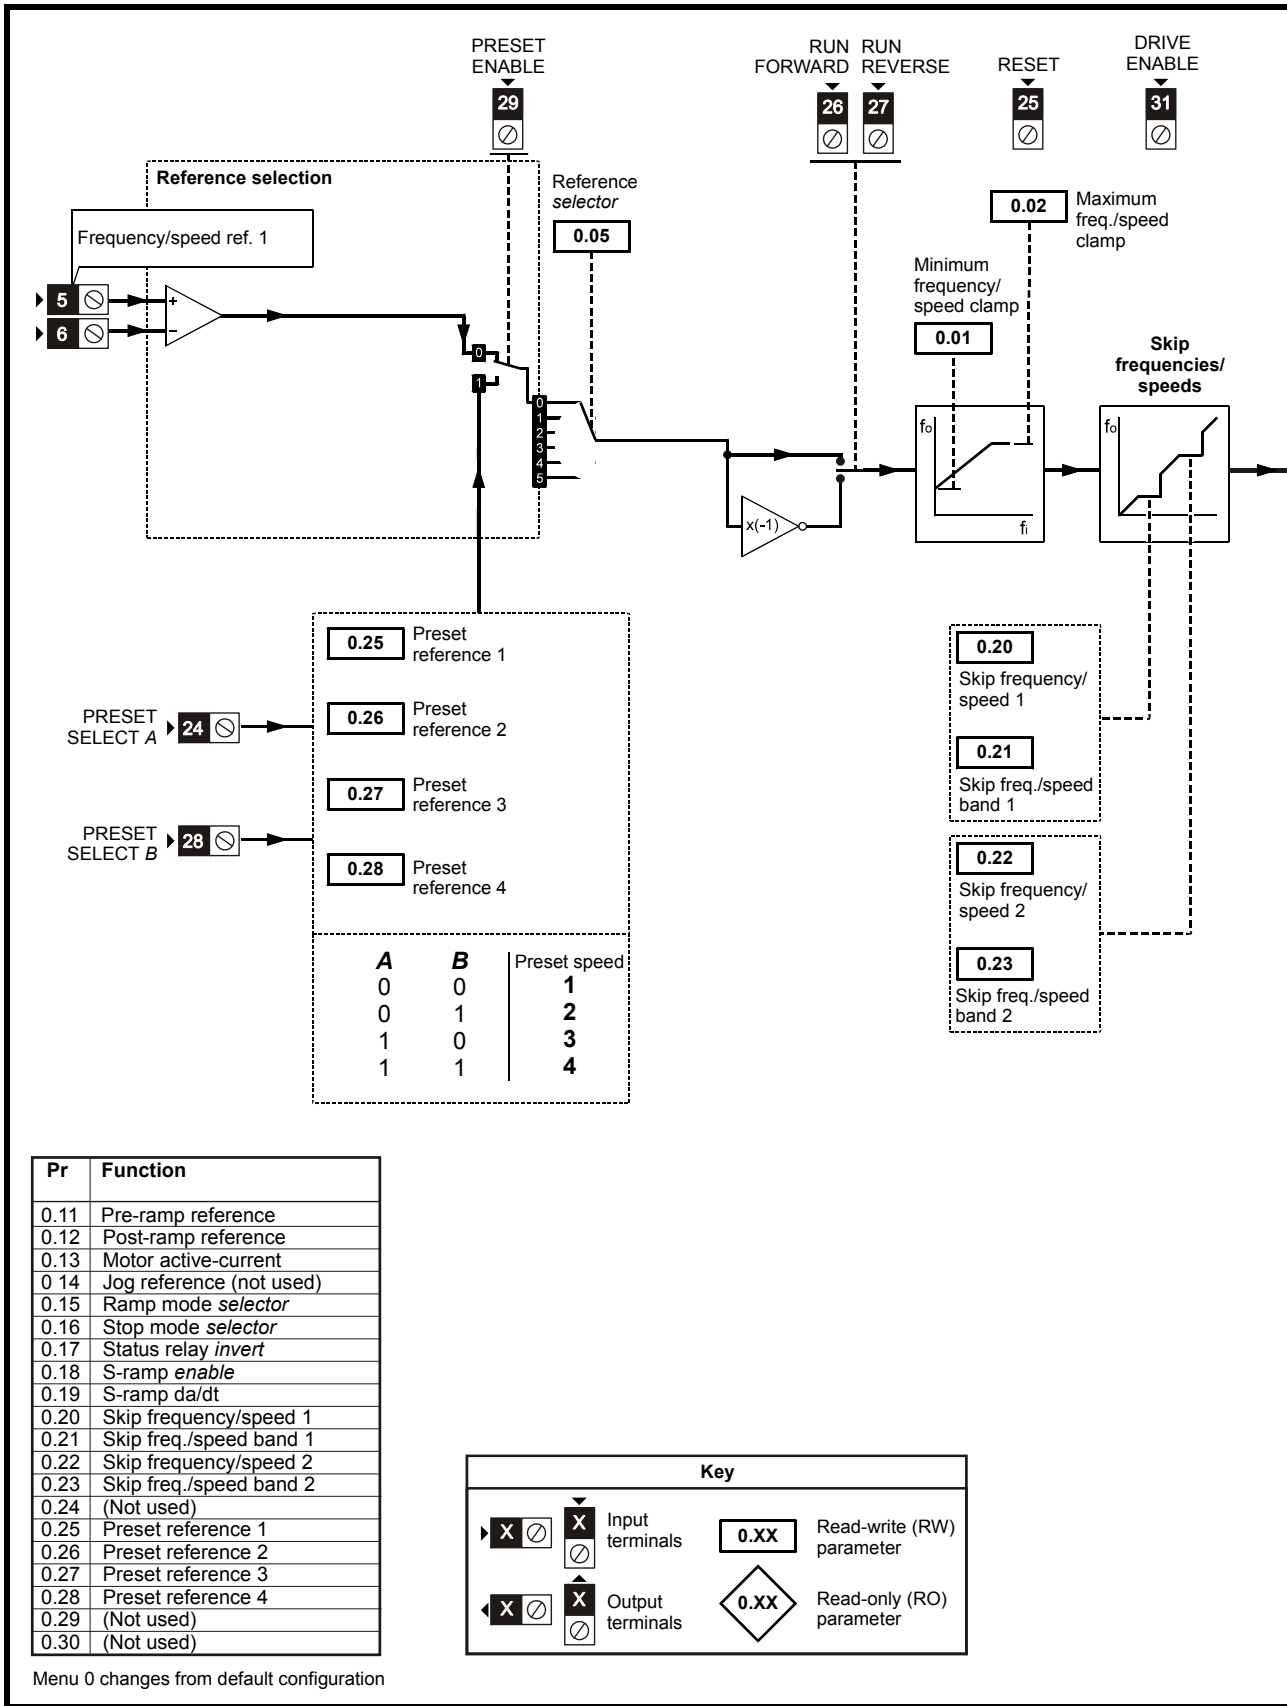 PRESET
ENABLE
29
RUN
FORWARD
26
RUN
REVERSE
27
RESET
25
DRIVE
ENABLE
31
Reference selection
Frequency/speed ref. 1
5
6
+
−
0
1
Reference
selector
0.05
0
1
2
3
4
5
x(-1)
Minimum
frequency/
speed clamp
0.01
0.02
Maximum
freq./speed
clamp
fo
fi
Skip
frequencies/
speeds
fo
0.25
Preset
reference 1
0.26
Preset
reference 2
0.27
Preset
reference 3
0.28
Preset
reference 4
PRESET
SELECT A
24
PRESET
SELECT B
28
A B Preset speed
0 0 1
0 1 2
1 0 3
1 1 4
0.20
Skip frequency/
speed 1
0.21
Skip freq./speed
band 1
0.22
Skip frequency/
speed 2
0.23
Skip freq./speed
band 2
Pr Function
0.11 Pre-ramp reference
0.12 Post-ramp reference
0.13 Motor active-current
0 14 Jog reference (not used)
0.15 Ramp mode selector
0.16 Stop mode selector
0.17 Status relay invert
0.18 S-ramp enable
0.19 S-ramp da/dt
0.20 Skip frequency/speed 1
0.21 Skip freq./speed band 1
0.22 Skip frequency/speed 2
0.23 Skip freq./speed band 2
0.24 (Not used)
0.25 Preset reference 1
0.26 Preset reference 2
0.27 Preset reference 3
0.28 Preset reference 4
0.29 (Not used)
0.30 (Not used)
Menu 0 changes from default configuration
Key
X
X
Input
terminals
0.XX
Read-write (RW)
parameter
X
X
Output
terminals
0.XX
Read-only (RO)
parameter